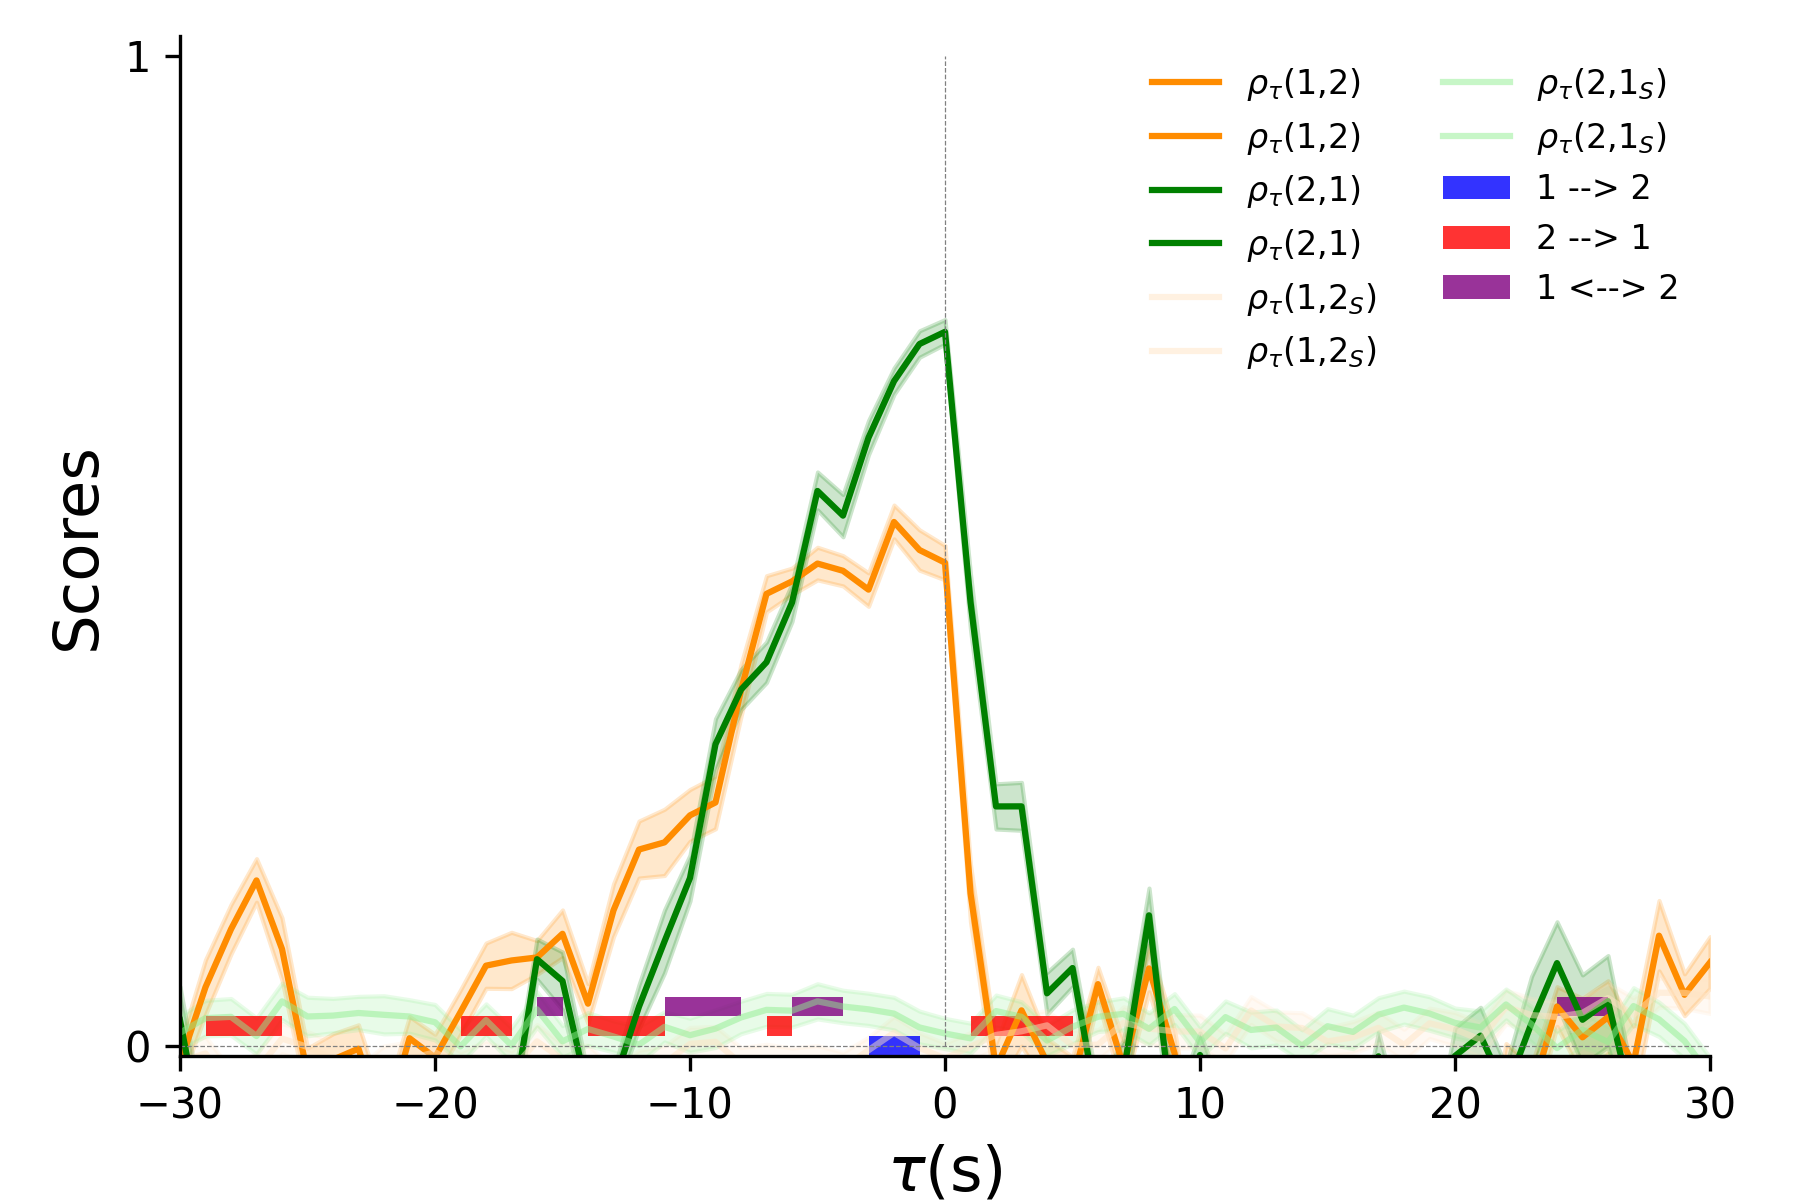 1
ρτ(1,2)
ρτ(1,2)
ρτ(2,1)
ρτ(2,1)
ρτ(1,2S)
ρτ(1,2S)
ρτ(2,1S)
ρτ(2,1S)
1 --> 2
2 --> 1
1 <--> 2
Scores
0
−30 −20 −10 0 10 20 30
τ(s)